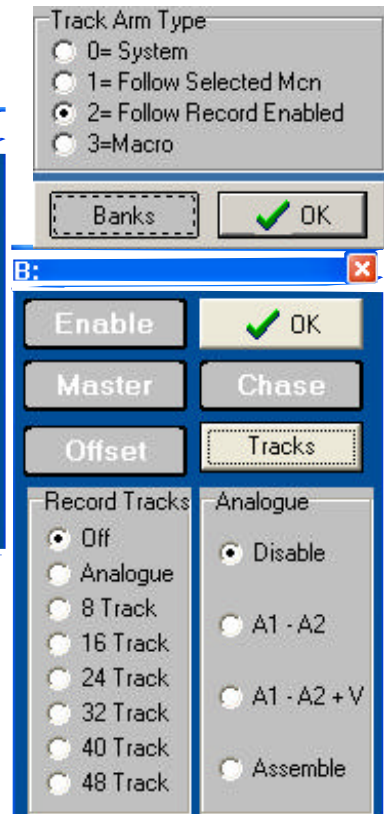 Track Arm Type
0= System
1= Follow Selected Mcn
2= Follow Record Enabled
3=Macro
Banks
OK
B:
Enable
OK
Master
Chase
Offset
Tracks
Record Tracks
Off
Analogue
8 Track
16 Track
24 Track
32 Track
40 Track
48 Track
Analogue
Disable
A1 - A2
A1 - A2 + V
Assemble